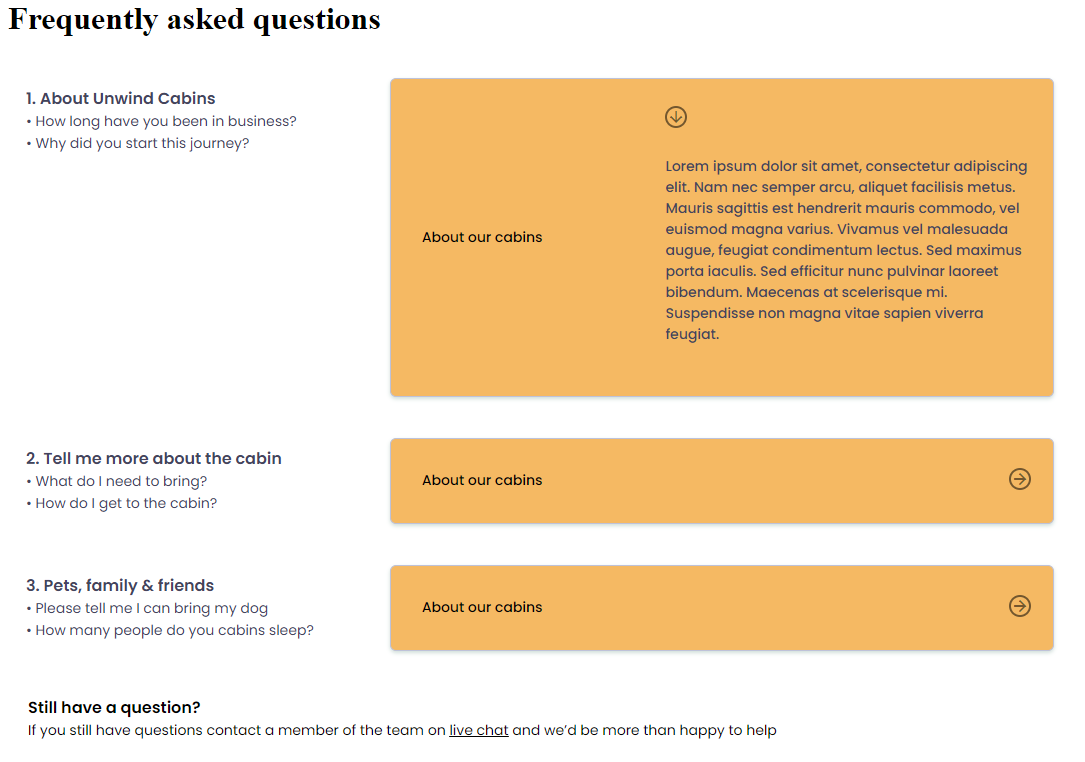 Frequently asked questions
1. About Unwind Cabins
• How long have you been in business?
• Why did you start this journey?
About our cabins
Lorem ipsum dolor sit amet, consectetur adipiscing
elit. Nam nec semper arcu, aliquet facilisis metus.
Mauris sagittis est hendrerit mauris commodo, vel
euismod magna varius. Vivamus vel malesuada
augue, feugiat condimentum lectus. Sed maximus
porta iaculis. Sed efficitur nunc pulvinar laoreet
bibendum. Maecenas at scelerisque mi.
Suspendisse non magna vitae sapien viverra
feugiat.
2. Tell me more about the cabin
• What do I need to bring?
• How do I get to the cabin?
About our cabins
3. Pets, family & friends
• Please tell me I can bring my dog
• How many people do you cabins sleep?
About our cabins
Still have a question?
If you still have questions contact a member of the team on live chat and we’d be more than happy to help